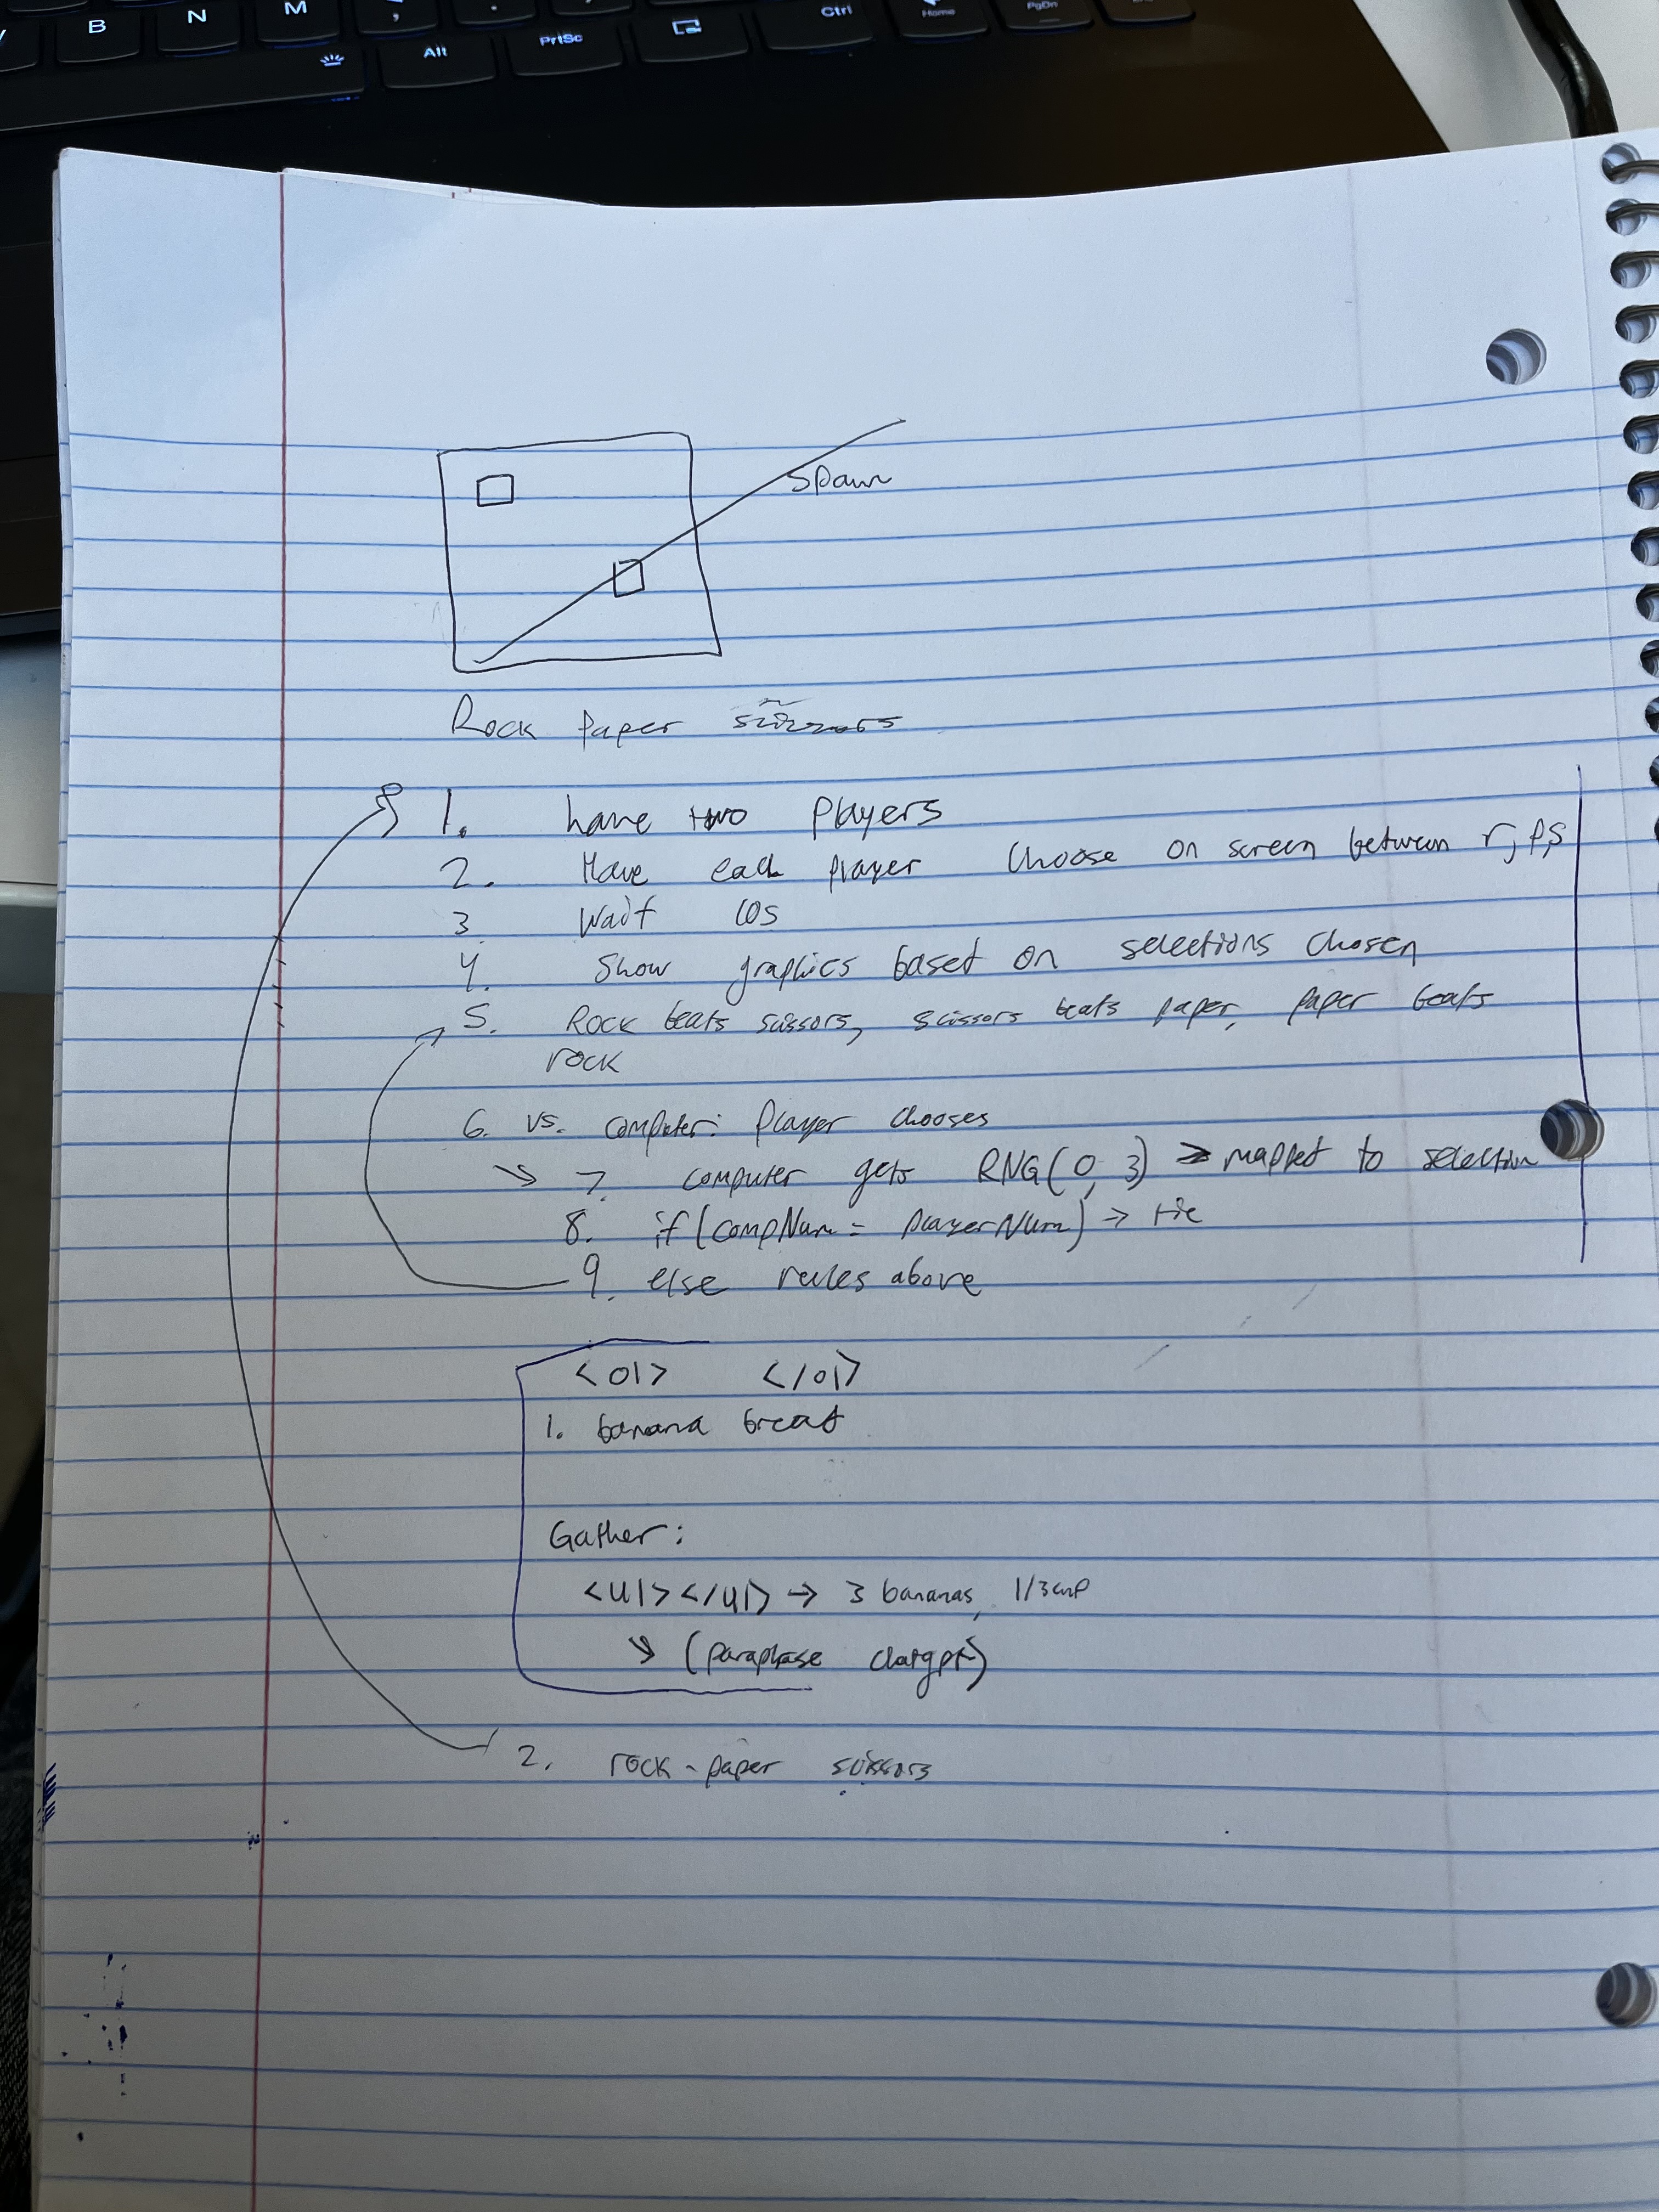 B N M
Alt PrtSc Ctrl Home PgDn
Spawn
Rock Paper
1. have two players
2. Have each player choose on screen between r, p, s
3. Wait 10s
4. Show graphics based on selections chosen
5. Rock beats scissors, scissors beats paper, paper beats
rock
6. vs. computer: player chooses
↘ 7. computer gets RNG(0, 3) → mapped to selection
8. if (compNum = playerNum) → tie
9. else rules above
<ol> </ol>
1. banana bread
Gather:
<ul></ul> → 3 bananas, 1/3 cup
↘ (paraphase chatgpt)
2. rock-paper scissors